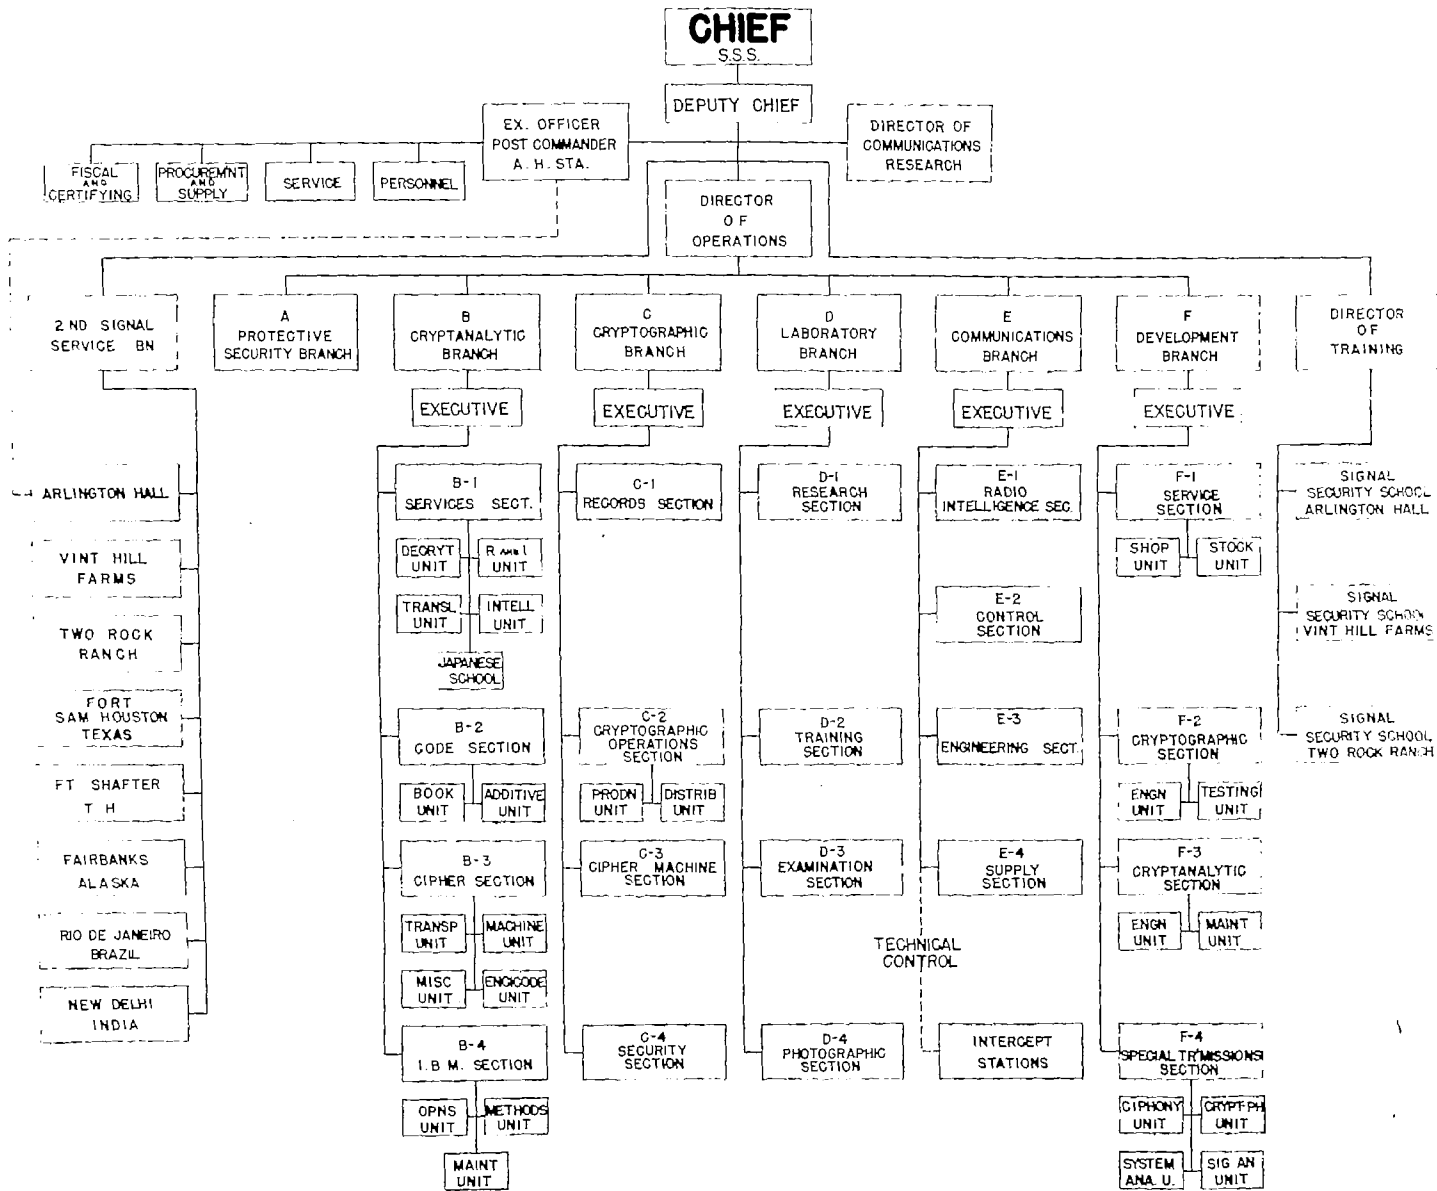 CHIEF
S.S.S.
DEPUTY CHIEF
EX. OFFICER
POST COMMANDER
A. H. STA.
DIRECTOR OF
COMMUNICATIONS
RESEARCH
FISCAL
AND
CERTIFYING
PROCUREM'NT
AND
SUPPLY
SERVICE
PERSONNEL
DIRECTOR
OF
OPERATIONS
2ND SIGNAL
SERVICE BN
A
PROTECTIVE
SECURITY BRANCH
B
CRYPTANALYTIC
BRANCH
C
CRYPTOGRAPHIC
BRANCH
D
LABORATORY
BRANCH
E
COMMUNICATIONS
BRANCH
F
DEVELOPMENT
BRANCH
DIRECTOR
OF
TRAINING
EXECUTIVE
EXECUTIVE
EXECUTIVE
EXECUTIVE
EXECUTIVE
ARLINGTON HALL
VINT HILL
FARMS
TWO ROCK
RANCH
FORT
SAM HOUSTON
TEXAS
FT SHAFTER
T H
FAIRBANKS
ALASKA
RIO DE JANEIRO
BRAZIL
NEW DELHI
INDIA
B-1
SERVICES SECT.
DECRYT
UNIT
R AND I
UNIT
TRANSL
UNIT
INTELL
UNIT
JAPANESE
SCHOOL
B-2
CODE SECTION
BOOK
UNIT
ADDITIVE
UNIT
B-3
CIPHER SECTION
TRANSP
UNIT
MACHINE
UNIT
MISC
UNIT
ENCICODE
UNIT
B-4
I.B M. SECTION
OPNS
UNIT
METHODS
UNIT
MAINT
UNIT
C-1
RECORDS SECTION
C-2
CRYPTOGRAPHIC
OPERATIONS
SECTION
PRODN
UNIT
DISTRIB
UNIT
C-3
CIPHER MACHINE
SECTION
C-4
SECURITY
SECTION
D-1
RESEARCH
SECTION
D-2
TRAINING
SECTION
D-3
EXAMINATION
SECTION
D-4
PHOTOGRAPHIC
SECTION
E-1
RADIO
INTELLIGENCE SEC.
E-2
CONTROL
SECTION
E-3
ENGINEERING SECT.
E-4
SUPPLY
SECTION
TECHNICAL
CONTROL
INTERCEPT
STATIONS
F-1
SERVICE
SECTION
SHOP
UNIT
STOCK
UNIT
F-2
CRYPTOGRAPHIC
SECTION
ENGN
UNIT
TESTING
UNIT
F-3
CRYPTANALYTIC
SECTION
ENGN
UNIT
MAINT
UNIT
F-4
SPECIAL TR'MISSIONS
SECTION
CIPHONY
UNIT
CRYPT-PH
UNIT
SYSTEM
ANA. U.
SIG AN
UNIT
SIGNAL
SECURITY SCHOOL
ARLINGTON HALL
SIGNAL
SECURITY SCHOOL
VINT HILL FARMS
SIGNAL
SECURITY SCHOOL
TWO ROCK RANCH